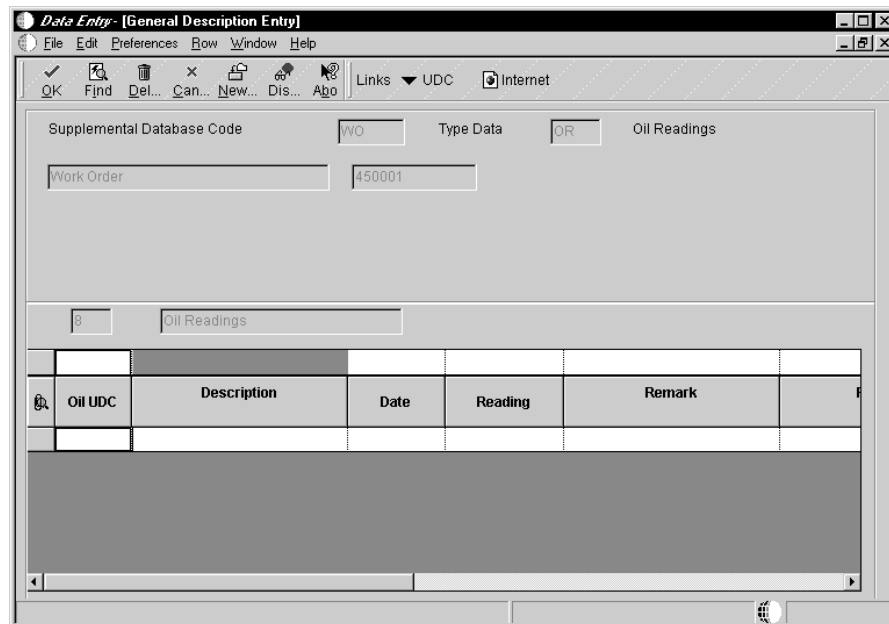 Data Entry - [General Description Entry]
File Edit Preferences Row Window Help
OK Find Del... Can... New... Dis... Abo Links UDC Internet
Supplemental Database Code WO Type Data OR Oil Readings
Work Order 450001
8 Oil Readings
Oil UDC Description Date Reading Remark